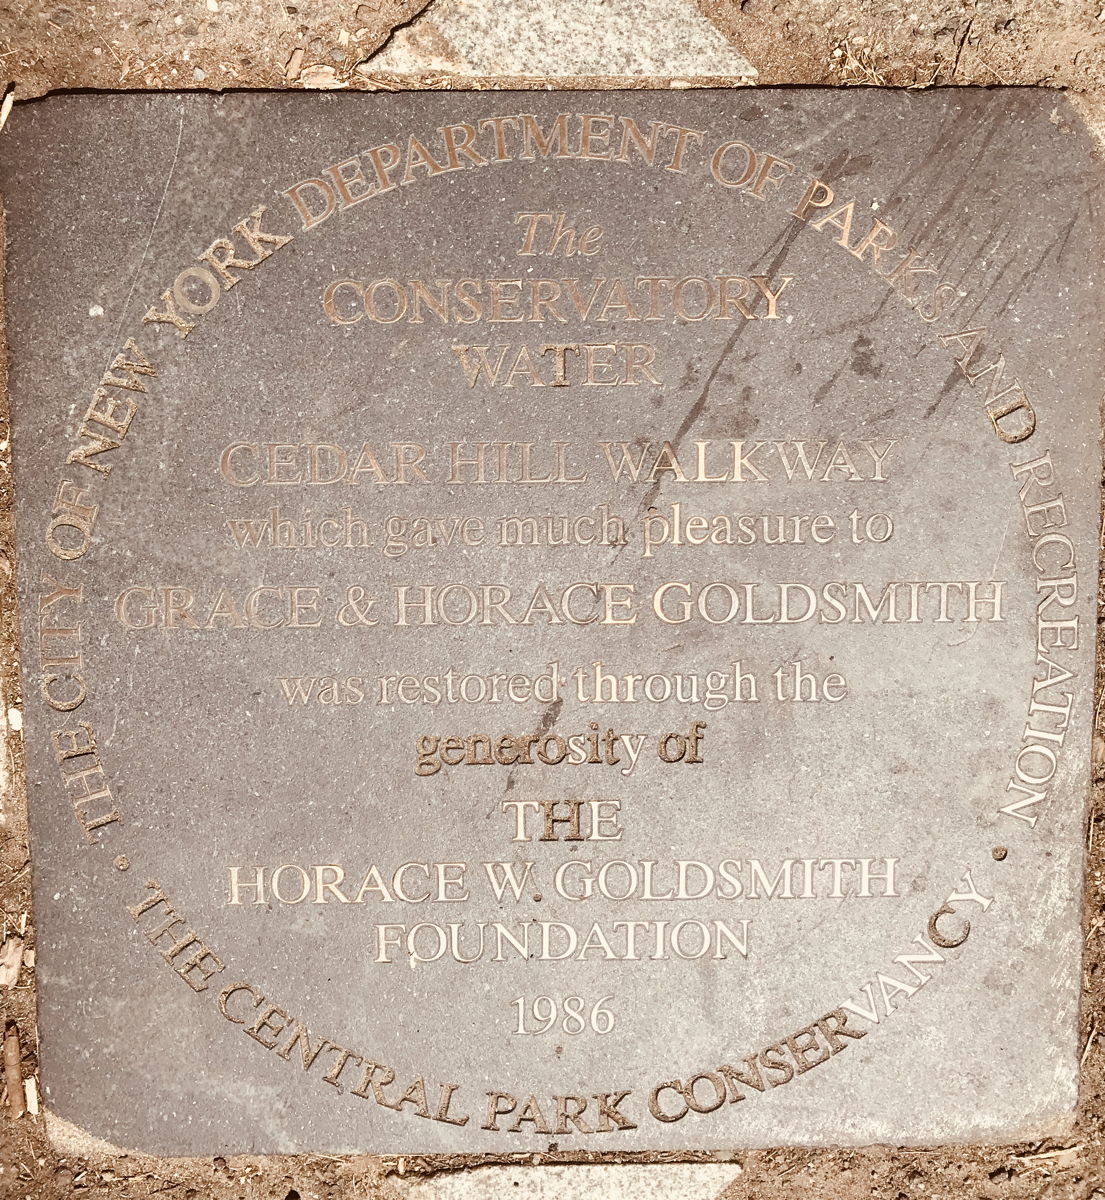 THE CITY OF NEW YORK DEPARTMENT OF PARKS AND RECREATION
The
CONSERVATORY
WATER
CEDAR HILL WALKWAY
which gave much pleasure to
GRACE & HORACE GOLDSMITH
was restored through the
generosity of
THE
HORACE W. GOLDSMITH
FOUNDATION
1986
• THE CENTRAL PARK CONSERVANCY •